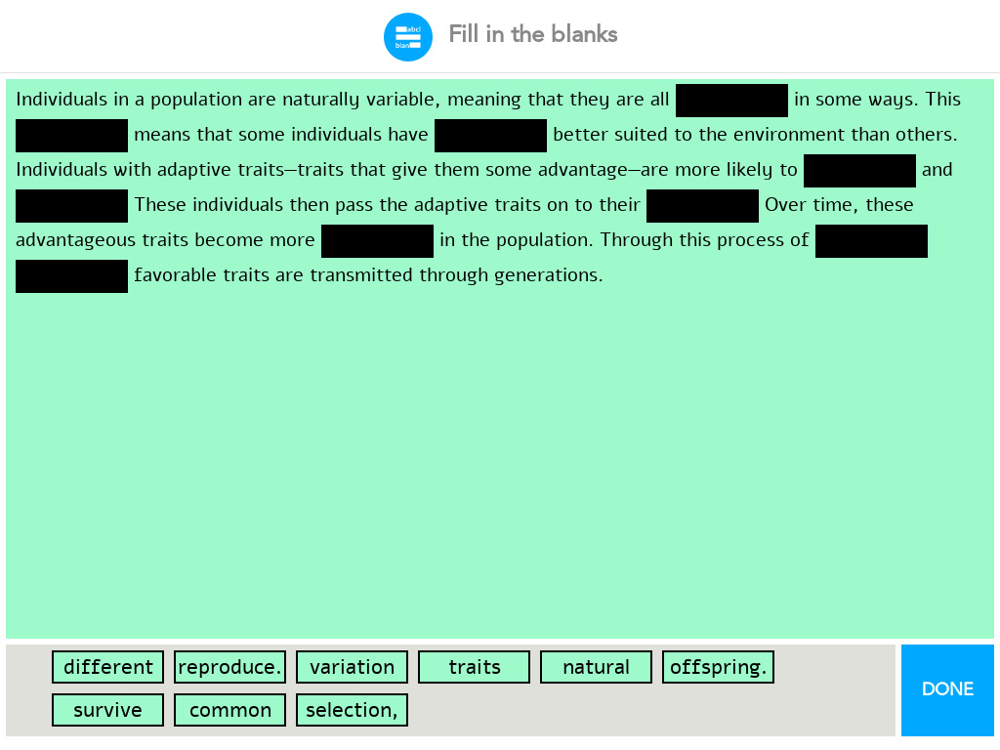 abcl
blan
Fill in the blanks
Individuals in a population are naturally variable, meaning that they are all in some ways. This
means that some individuals have better suited to the environment than others.
Individuals with adaptive traits—traits that give them some advantage—are more likely to and
These individuals then pass the adaptive traits on to their Over time, these
advantageous traits become more in the population. Through this process of
favorable traits are transmitted through generations.
different reproduce. variation traits natural offspring.
survive common selection,
DONE